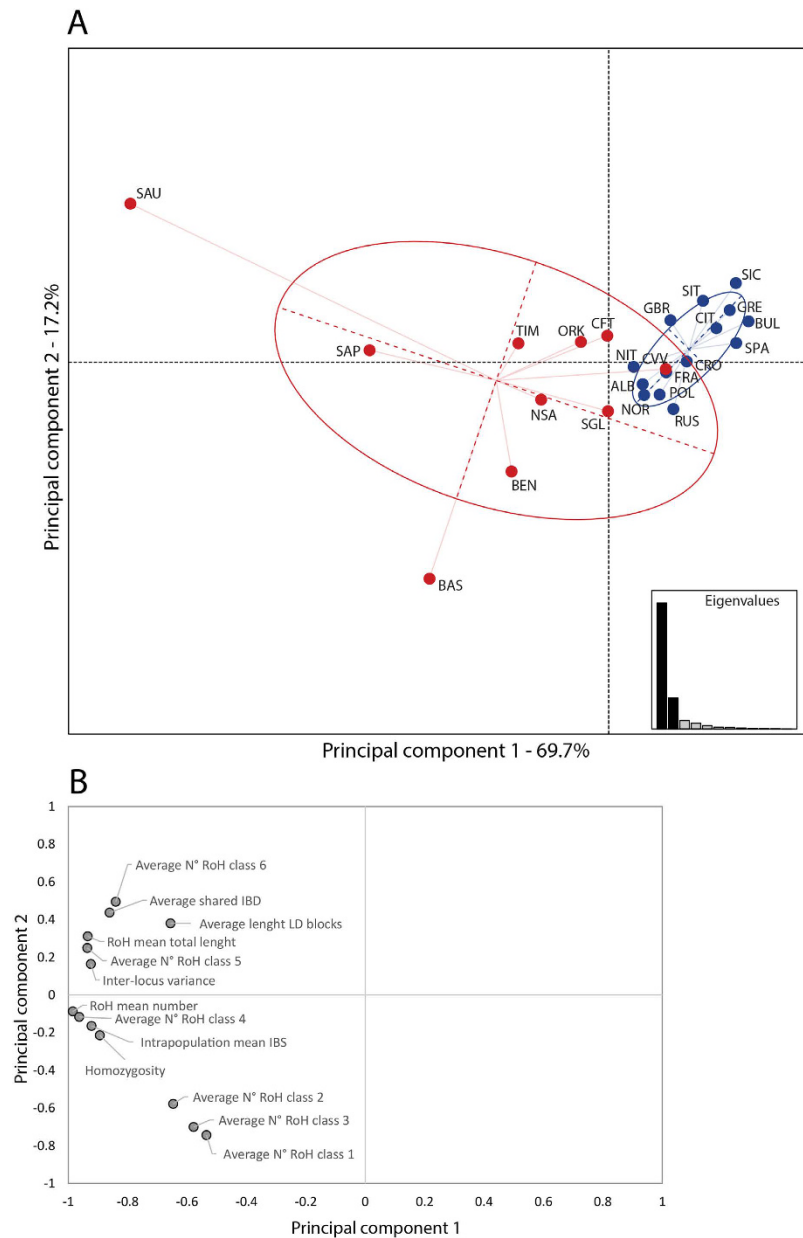 A
SAU
SIC
SIT
GRE
GBR
CIT
BUL
CFT
TIM
ORK
SPA
SAP
NIT
CVV
CRO
FRA
ALB
POL
NSA
NOR
SGL
RUS
BEN
BAS
Principal component 2 - 17.2%
Eigenvalues
Principal component 1 - 69.7%
B
1
0.8
0.6
0.4
0.2
0
-0.2
-0.4
-0.6
-0.8
-1
Average N° RoH class 6
Average shared IBD
Average lenght LD blocks
RoH mean total lenght
Average N° RoH class 5
Inter-locus variance
RoH mean number
Average N° RoH class 4
Intrapopulation mean IBS
Homozygosity
Average N° RoH class 2
Average N° RoH class 3
Average N° RoH class 1
Principal component 2
-1 -0.8 -0.6 -0.4 -0.2 0 0.2 0.4 0.6 0.8 1
Principal component 1